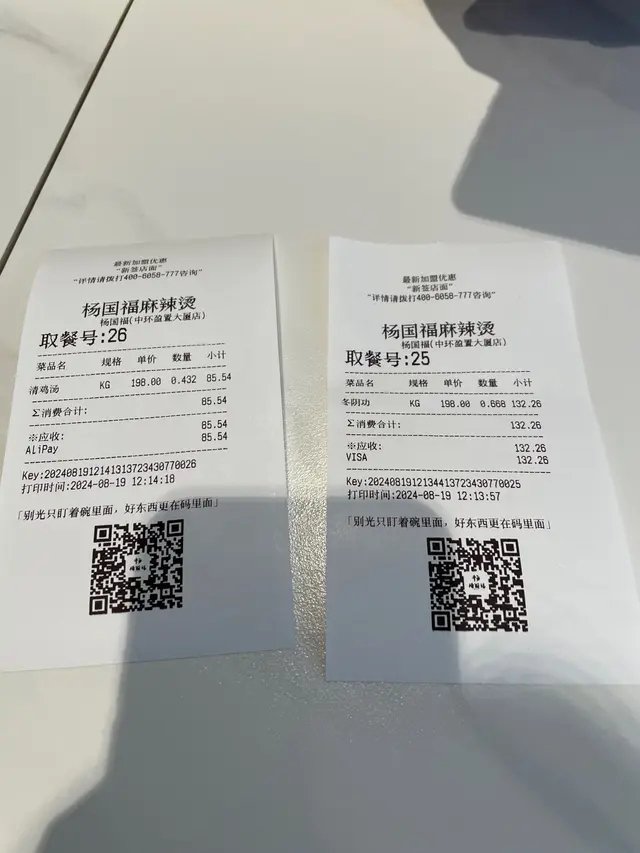 最新加盟优惠
“新签店面”
“详情请拨打400-6058-777咨询”
杨国福麻辣烫
杨国福(中环盈置大厦店)
取餐号:26
菜品名 规格 单价 数量 小计
清鸡汤 KG 198.00 0.432 85.54
Σ消费合计: 85.54
※应收: 85.54
ALiPay 85.54
Key:2024081912141313723430770026
打印时间:2024-08-19 12:14:18
「别光只盯着碗里面，好东西更在码里面」
最新加盟优惠
“新签店面”
“详情请拨打400-6058-777咨询”
杨国福麻辣烫
杨国福(中环盈置大厦店)
取餐号:25
菜品名 规格 单价 数量 小计
冬阴功 KG 198.00 0.668 132.26
Σ消费合计: 132.26
※应收: 132.26
VISA 132.26
Key:2024081912134413723430770025
打印时间:2024-08-19 12:13:57
「别光只盯着碗里面，好东西更在码里面」